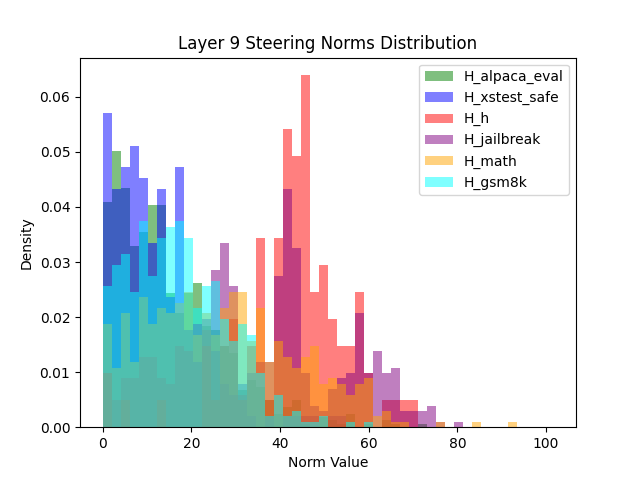 Layer 9 Steering Norms Distribution
H_alpaca_eval
H_xstest_safe
H_h
H_jailbreak
H_math
H_gsm8k
0.06
0.05
0.04
0.03
0.02
0.01
0.00
Density
0 20 40 60 80 100
Norm Value